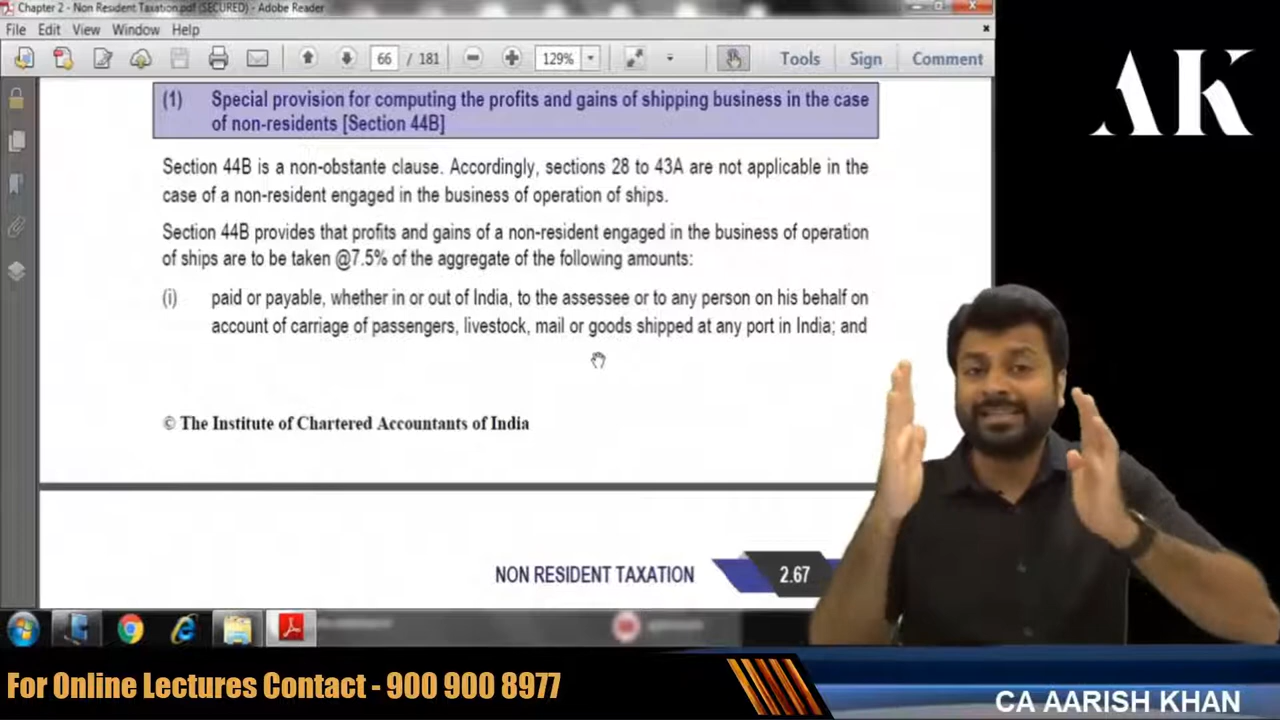 Chapter 2 - Non Resident Taxation.pdf (SECURED) - Adobe Reader
File Edit View Window Help
66 / 181 129% Tools Sign Comment
AK
(1) Special provision for computing the profits and gains of shipping business in the case
of non-residents [Section 44B]
Section 44B is a non-obstante clause. Accordingly, sections 28 to 43A are not applicable in the
case of a non-resident engaged in the business of operation of ships.
Section 44B provides that profits and gains of a non-resident engaged in the business of operation
of ships are to be taken @7.5% of the aggregate of the following amounts:
(i) paid or payable, whether in or out of India, to the assessee or to any person on his behalf on
account of carriage of passengers, livestock, mail or goods shipped at any port in India; and
© The Institute of Chartered Accountants of India
NON RESIDENT TAXATION 2.67
For Online Lectures Contact - 900 900 8977
CA AARISH KHAN